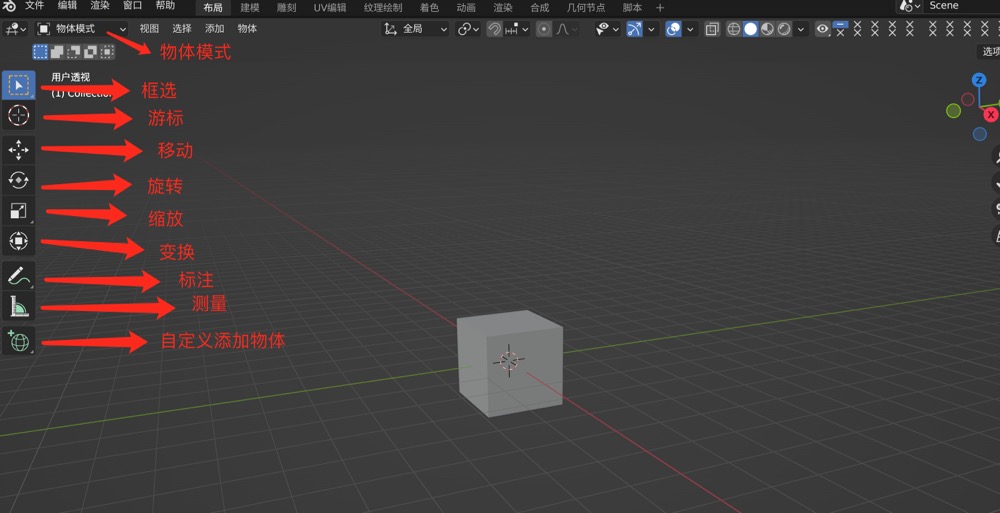 文件 编辑 渲染 窗口 帮助 布局 建模 雕刻 UV编辑 纹理绘制 着色 动画 渲染 合成 几何节点 脚本 + Scene
物体模式 视图 选择 添加 物体 全局
物体模式
选项
用户透视
(1) Collection
框选
游标
移动
旋转
缩放
变换
标注
测量
自定义添加物体
Z
X